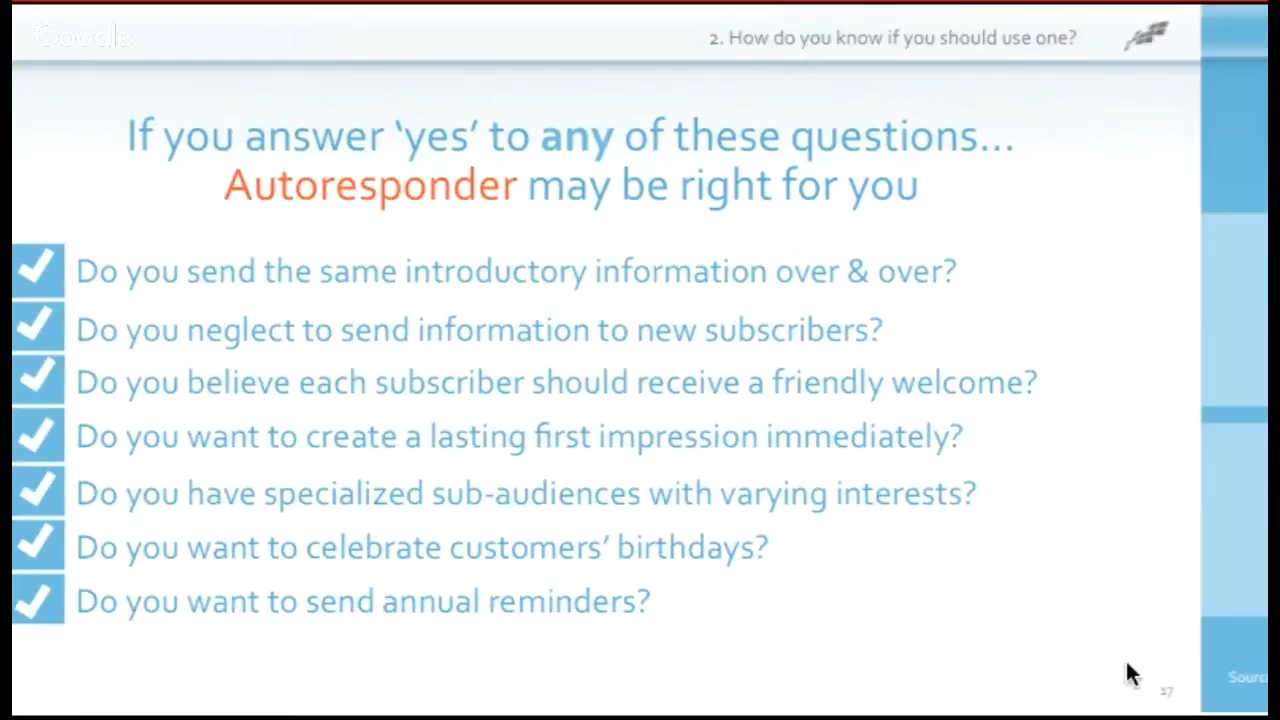 Google
2. How do you know if you should use one?
If you answer ‘yes’ to any of these questions...
Autoresponder may be right for you
Do you send the same introductory information over & over?
Do you neglect to send information to new subscribers?
Do you believe each subscriber should receive a friendly welcome?
Do you want to create a lasting first impression immediately?
Do you have specialized sub-audiences with varying interests?
Do you want to celebrate customers’ birthdays?
Do you want to send annual reminders?
17